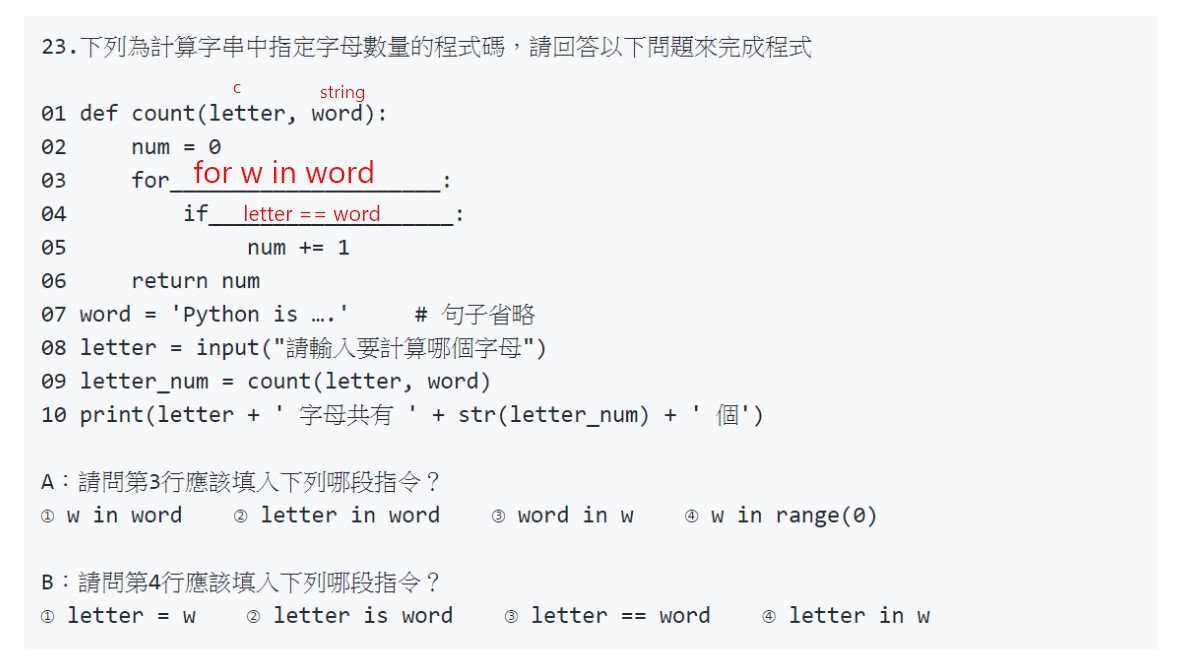 23.下列為計算字串中指定字母數量的程式碼，請回答以下問題來完成程式
c string
01 def count(letter, word):
02 num = 0
03 for for w in word :
04 if letter == word :
05 num += 1
06 return num
07 word = 'Python is ….' # 句子省略
08 letter = input("請輸入要計算哪個字母")
09 letter_num = count(letter, word)
10 print(letter + ' 字母共有 ' + str(letter_num) + ' 個')
A：請問第3行應該填入下列哪段指令？
① w in word ② letter in word ③ word in w ④ w in range(0)
B：請問第4行應該填入下列哪段指令？
① letter = w ② letter is word ③ letter == word ④ letter in w